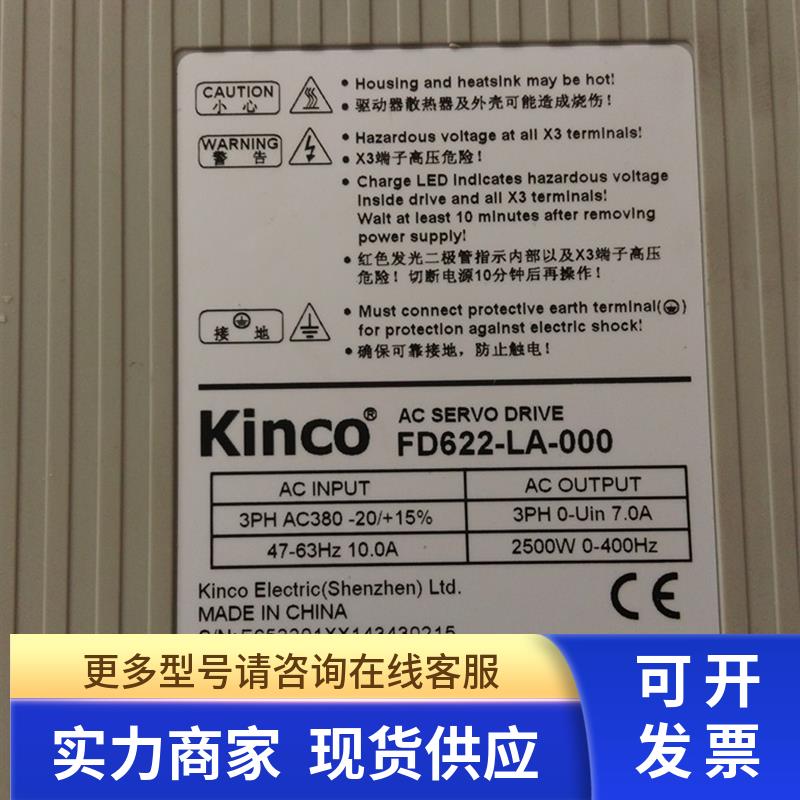 CAUTION
小 心
• Housing and heatsink may be hot!
• 驱动器散热器及外壳可能造成烧伤!
WARNING
警 告
• Hazardous voltage at all X3 terminals!
• X3端子高压危险!
• Charge LED indicates hazardous voltage
inside drive and all X3 terminals!
Wait at least 10 minutes after removing
power supply!
• 红色发光二极管指示内部以及X3端子高压
危险! 切断电源10分钟后再操作!
接 地
• Must connect protective earth terminal( )
for protection against electric shock!
• 确保可靠接地, 防止触电!
Kinco® AC SERVO DRIVE
FD622-LA-000
AC INPUT AC OUTPUT
3PH AC380 -20/+15% 3PH 0-Uin 7.0A
47-63Hz 10.0A 2500W 0-400Hz
Kinco Electric(Shenzhen) Ltd.
MADE IN CHINA
CE
更多型号请咨询在线客服
实力商家 现货供应
可开
发票